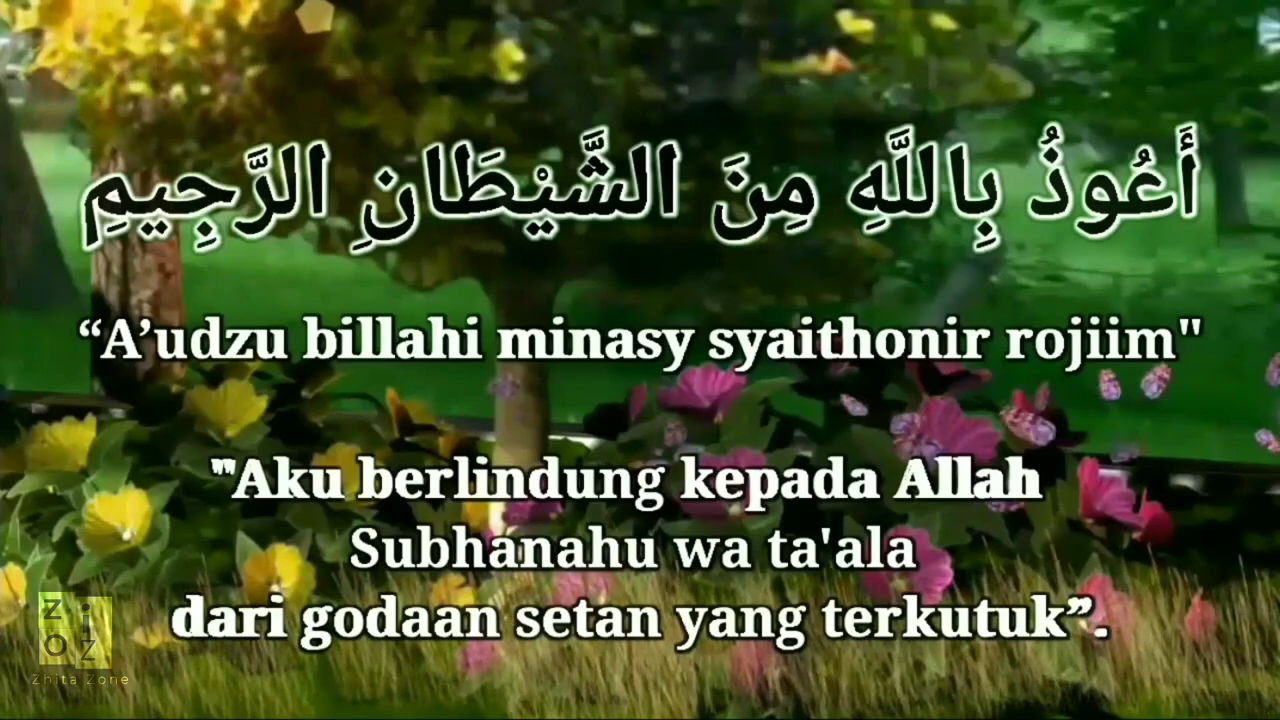 أَعُوذُ بِاللَّهِ مِنَ الشَّيْطَانِ الرَّجِيمِ
“A’udzu billahi minasy syaithonir rojiim"
"'Aku berlindung kepada Allah
Subhanahu wa ta'ala
dari godaan setan yang terkutuk”.
Z i
O Z
Zhita Zone